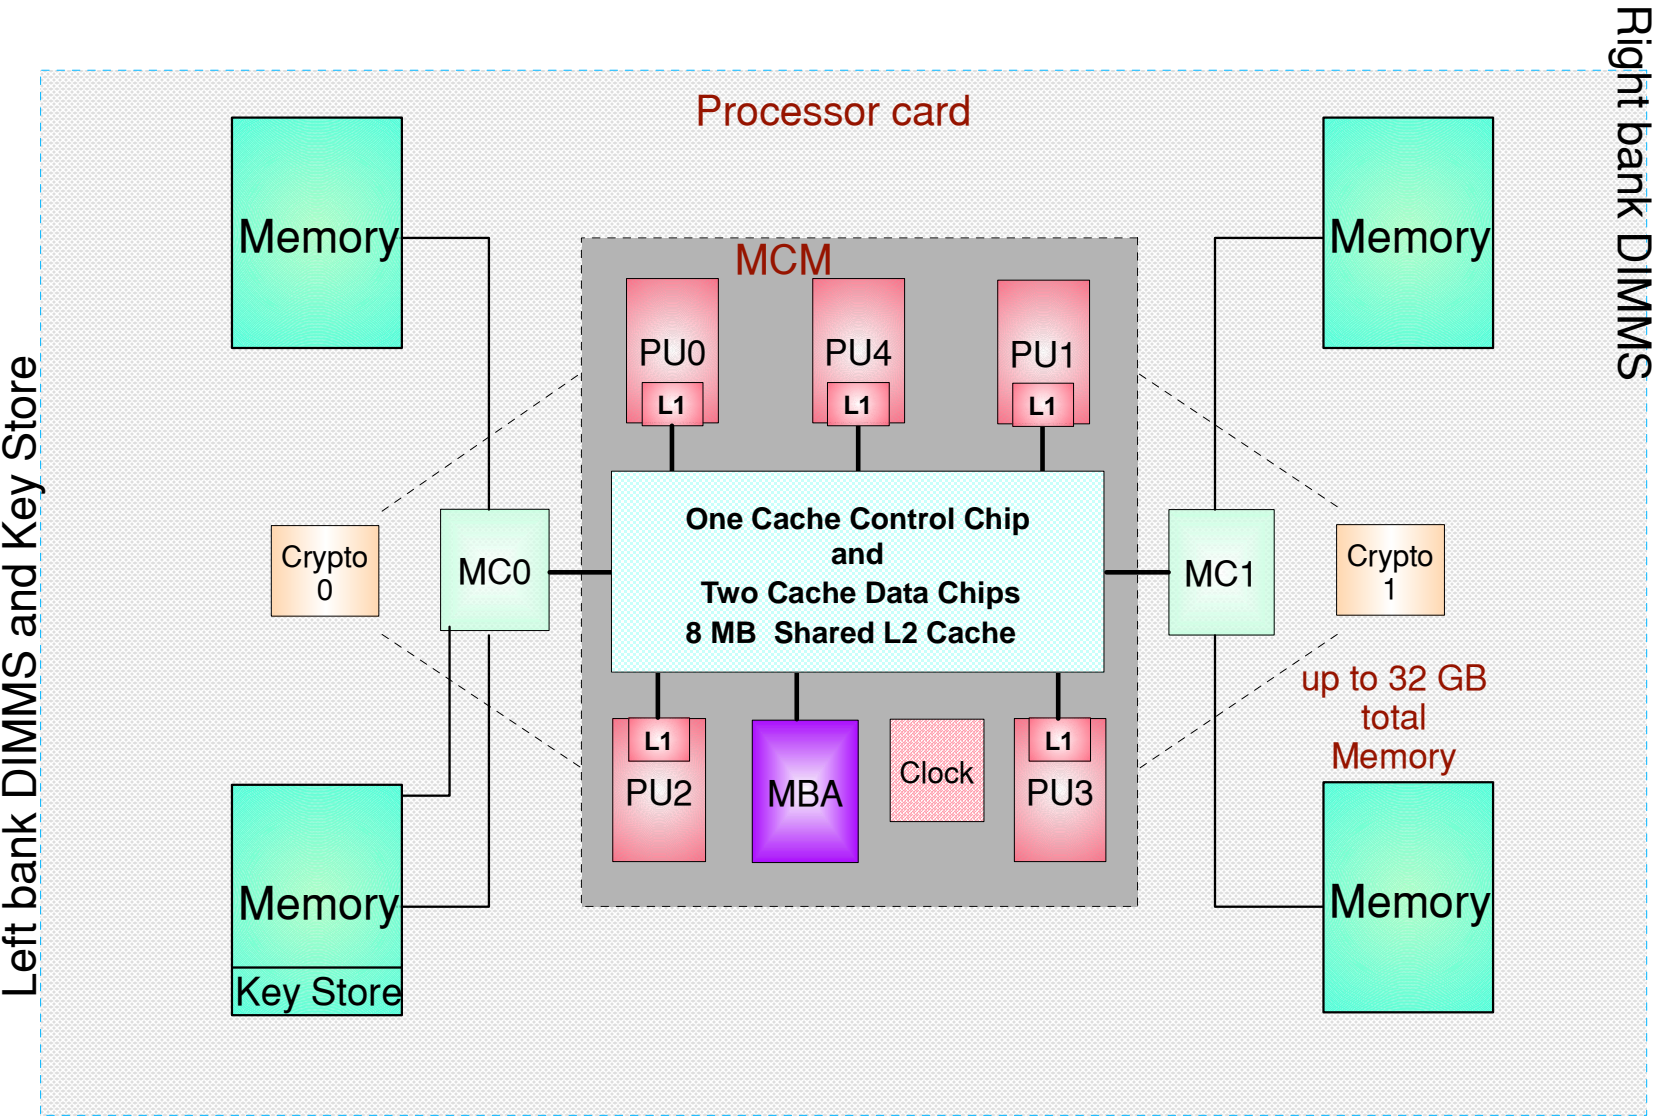 Right bank DIMMS
Processor card
Memory
Memory
MCM
PU0
PU4
PU1
L1
L1
L1
Left bank DIMMS and Key Store
Crypto
0
MC0
One Cache Control Chip
and
Two Cache Data Chips
8 MB Shared L2 Cache
MC1
Crypto
1
up to 32 GB
total
Memory
L1
PU2
MBA
Clock
L1
PU3
Memory
Key Store
Memory